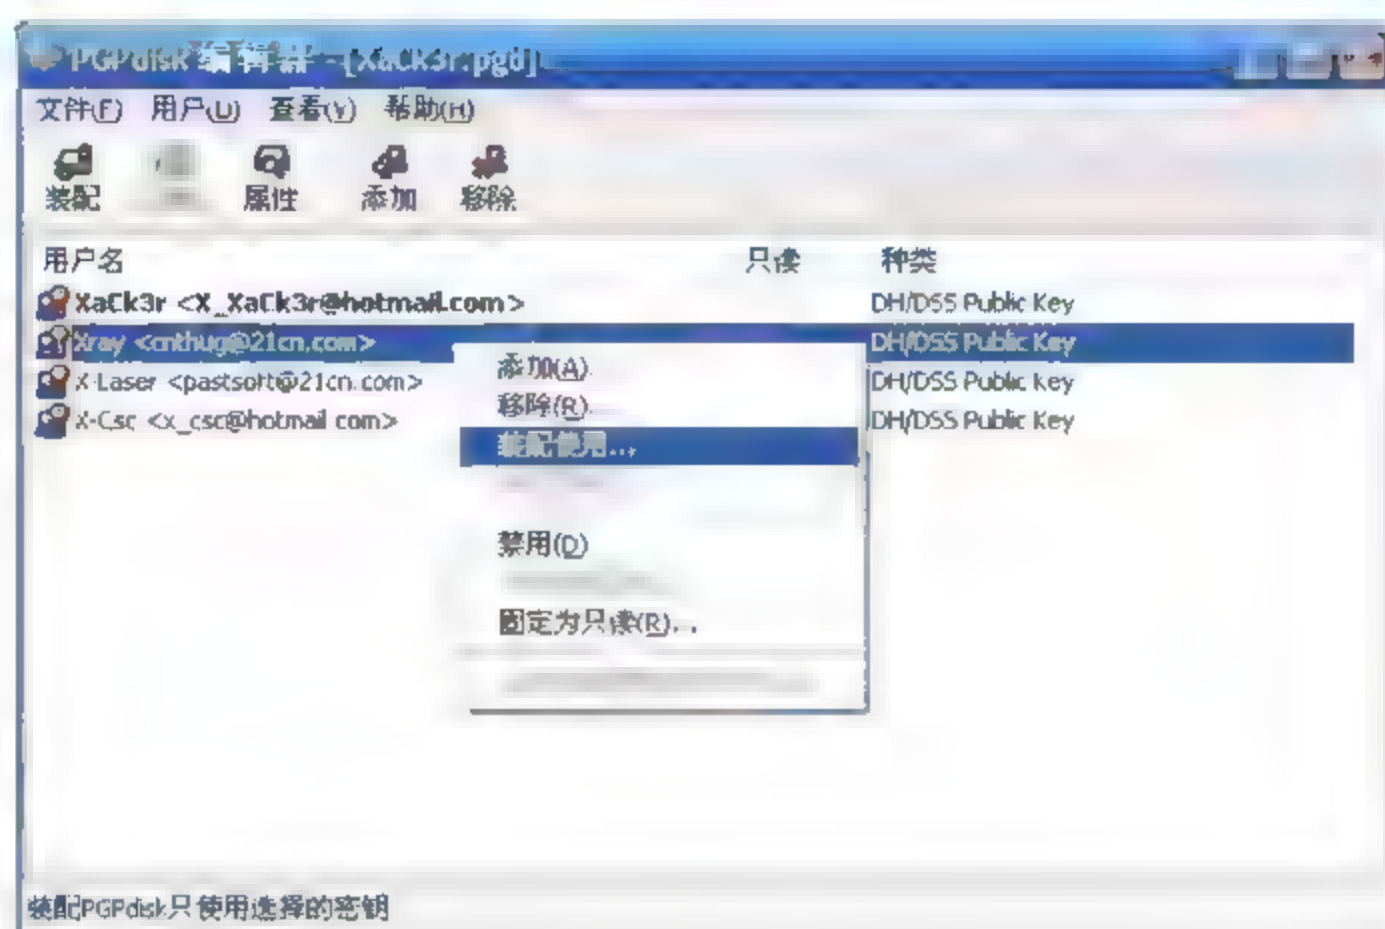 PGPdisk 编辑器 - [XaCk3r.pgd]
文件(F) 用户(U) 查看(V) 帮助(H)
装配 属性 添加 移除
用户名 只读 种类
XaCk3r <X_XaCk3r@hotmail.com> DH/DSS Public Key
Xray <cnthug@21cn.com> DH/DSS Public Key
X-Laser <pastsoft@21cn.com> DH/DSS Public Key
X-Csc <x_csc@hotmail.com> DH/DSS Public Key
添加(A)
移除(R)
装配使用...
禁用(D)
固定为只读(R)...
装配PGPdisk只使用选择的密钥